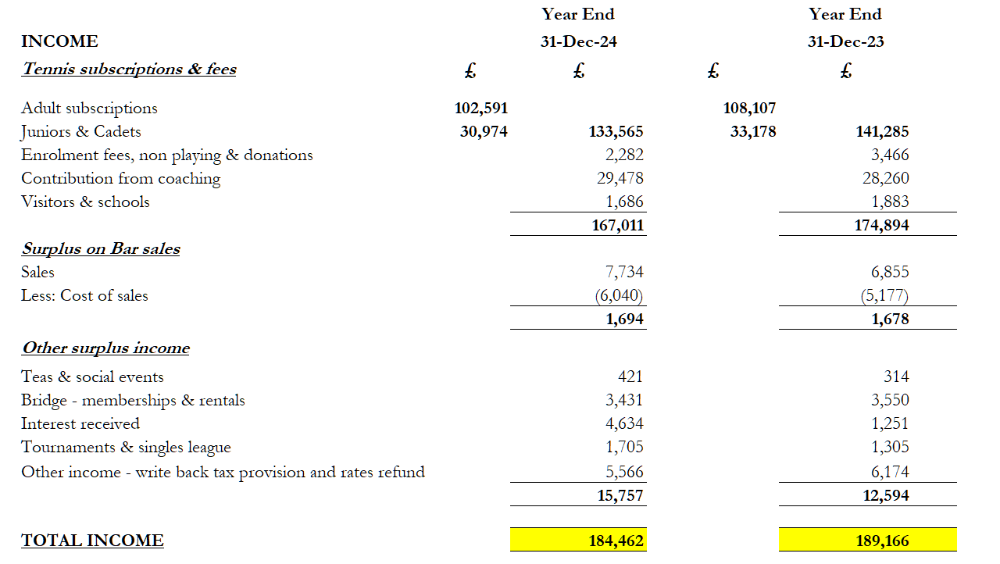 Year End Year End
INCOME 31-Dec-24 31-Dec-23
Tennis subscriptions & fees £ £ £ £
Adult subscriptions 102,591 108,107
Juniors & Cadets 30,974 133,565 33,178 141,285
Enrolment fees, non playing & donations 2,282 3,466
Contribution from coaching 29,478 28,260
Visitors & schools 1,686 1,883
167,011 174,894
Surplus on Bar sales
Sales 7,734 6,855
Less: Cost of sales (6,040) (5,177)
1,694 1,678
Other surplus income
Teas & social events 421 314
Bridge - memberships & rentals 3,431 3,550
Interest received 4,634 1,251
Tournaments & singles league 1,705 1,305
Other income - write back tax provision and rates refund 5,566 6,174
15,757 12,594
TOTAL INCOME 184,462 189,166